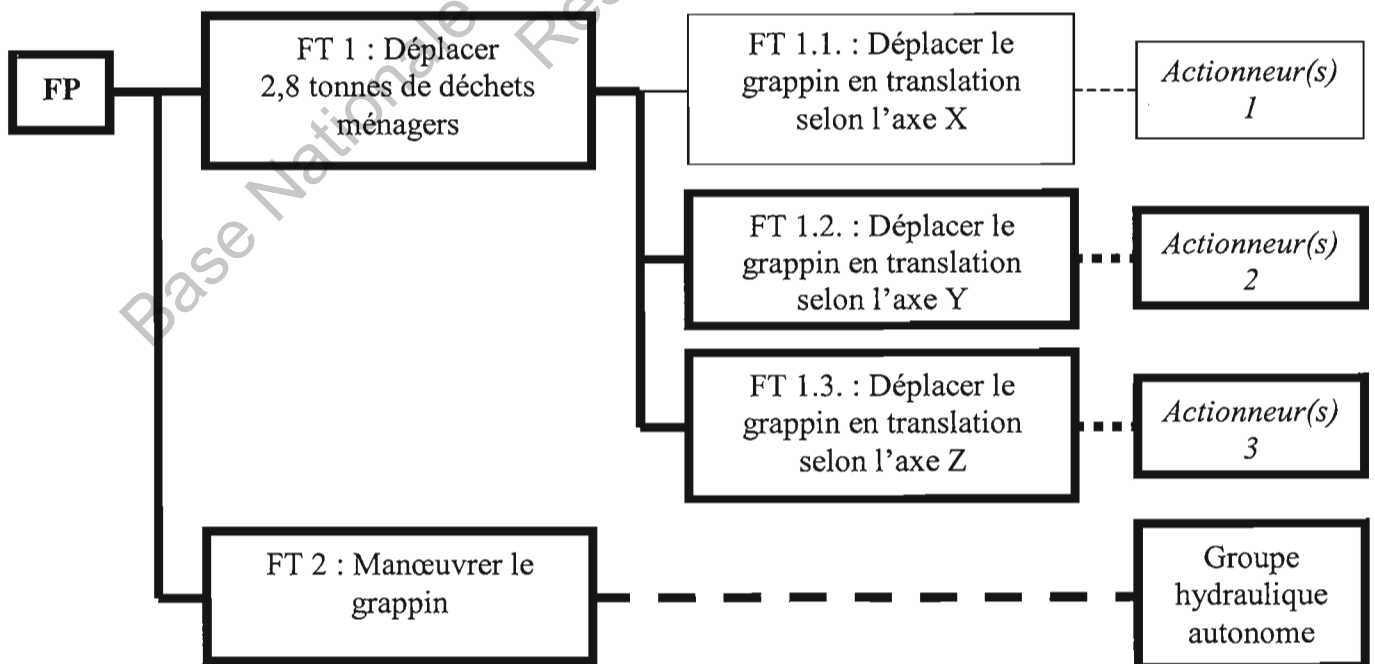 FP
FT 1 : Déplacer
2,8 tonnes de déchets
ménagers
FT 1.1. : Déplacer le
grappin en translation
selon l'axe X
Actionneur(s)
1
FT 1.2. : Déplacer le
grappin en translation
selon l'axe Y
Actionneur(s)
2
FT 1.3. : Déplacer le
grappin en translation
selon l'axe Z
Actionneur(s)
3
FT 2 : Manœuvrer le
grappin
Groupe
hydraulique
autonome
Base Nationale